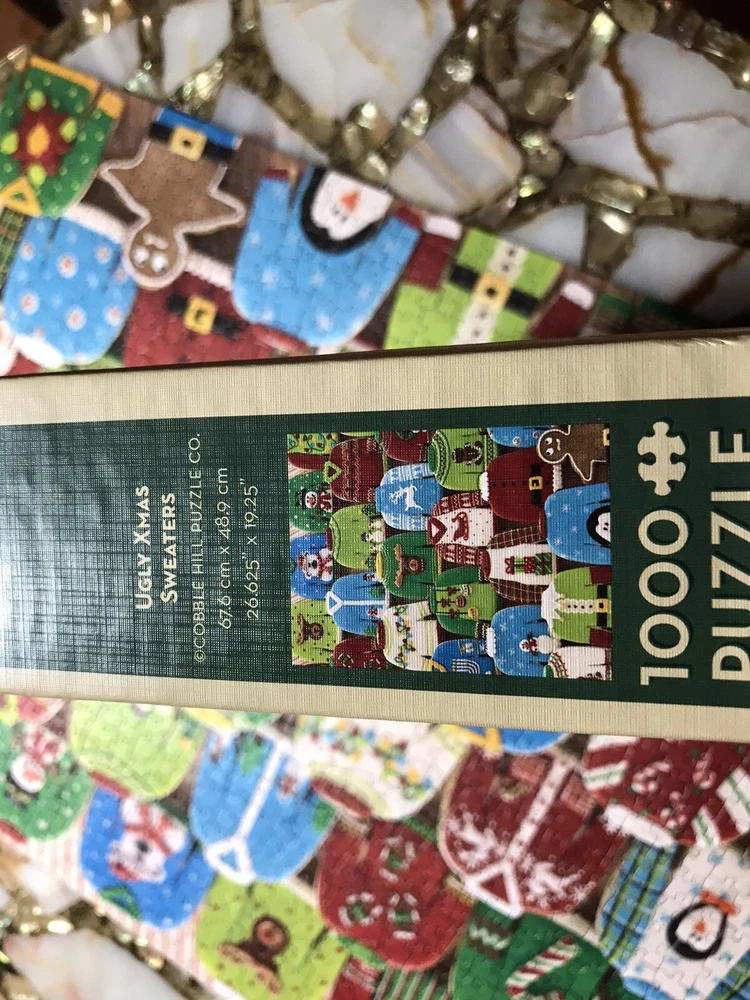 UGLY XMAS
SWEATERS
©COBBLE HILL PUZZLE CO.
67.6 cm x 48.9 cm
26.625" x 19.25"
1000
PUZZLE